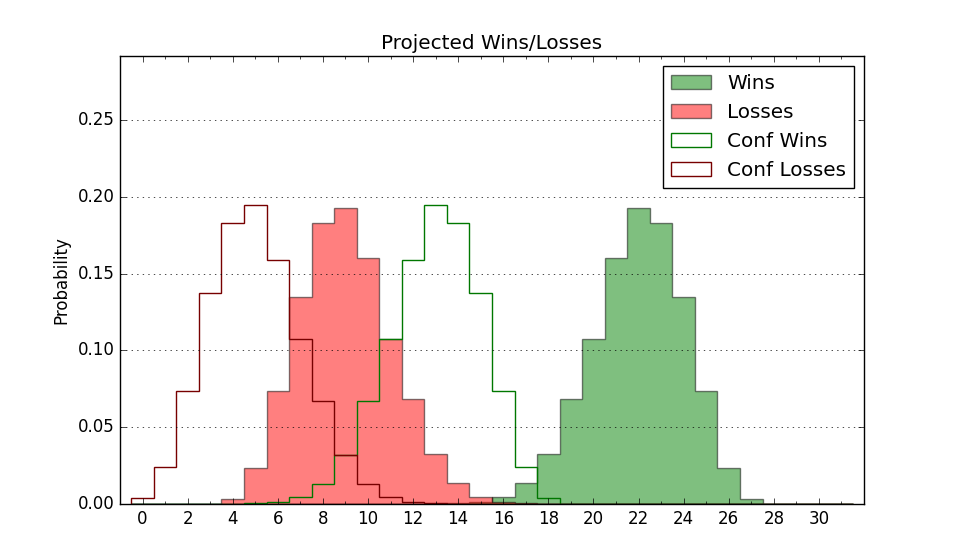 Projected Wins/Losses
Wins
Losses
Conf Wins
Conf Losses
Probability
0.25
0.20
0.15
0.10
0.05
0.00
0 2 4 6 8 10 12 14 16 18 20 22 24 26 28 30